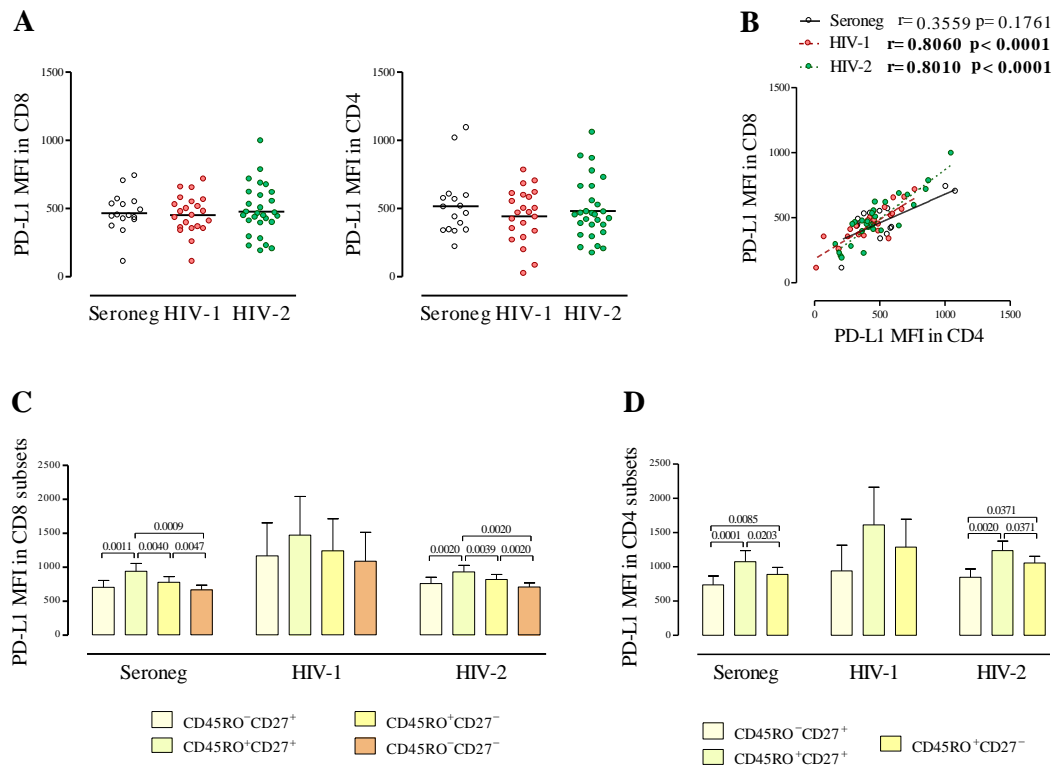 A
B
Seroneg r= 0.3559 p= 0.1761
HIV-1 r= 0.8060 p< 0.0001
HIV-2 r= 0.8010 p< 0.0001
PD-L1 MFI in CD8
1500
1000
500
0
Seroneg HIV-1 HIV-2
PD-L1 MFI in CD4
1500
1000
500
0
Seroneg HIV-1 HIV-2
PD-L1 MFI in CD8
1500
1000
500
0
0 500 1000 1500
PD-L1 MFI in CD4
C
PD-L1 MFI in CD8 subsets
2500
2000
1500
1000
500
0
0.0009
0.0011 0.0040 0.0047
0.0020
0.0020 0.0039 0.0020
Seroneg HIV-1 HIV-2
CD45RO⁻CD27⁺
CD45RO⁺CD27⁺
CD45RO⁺CD27⁻
CD45RO⁻CD27⁻
D
PD-L1 MFI in CD4 subsets
2500
2000
1500
1000
500
0
0.0085
0.0001 0.0203
0.0371
0.0020 0.0371
Seroneg HIV-1 HIV-2
CD45RO⁻CD27⁺
CD45RO⁺CD27⁺
CD45RO⁺CD27⁻